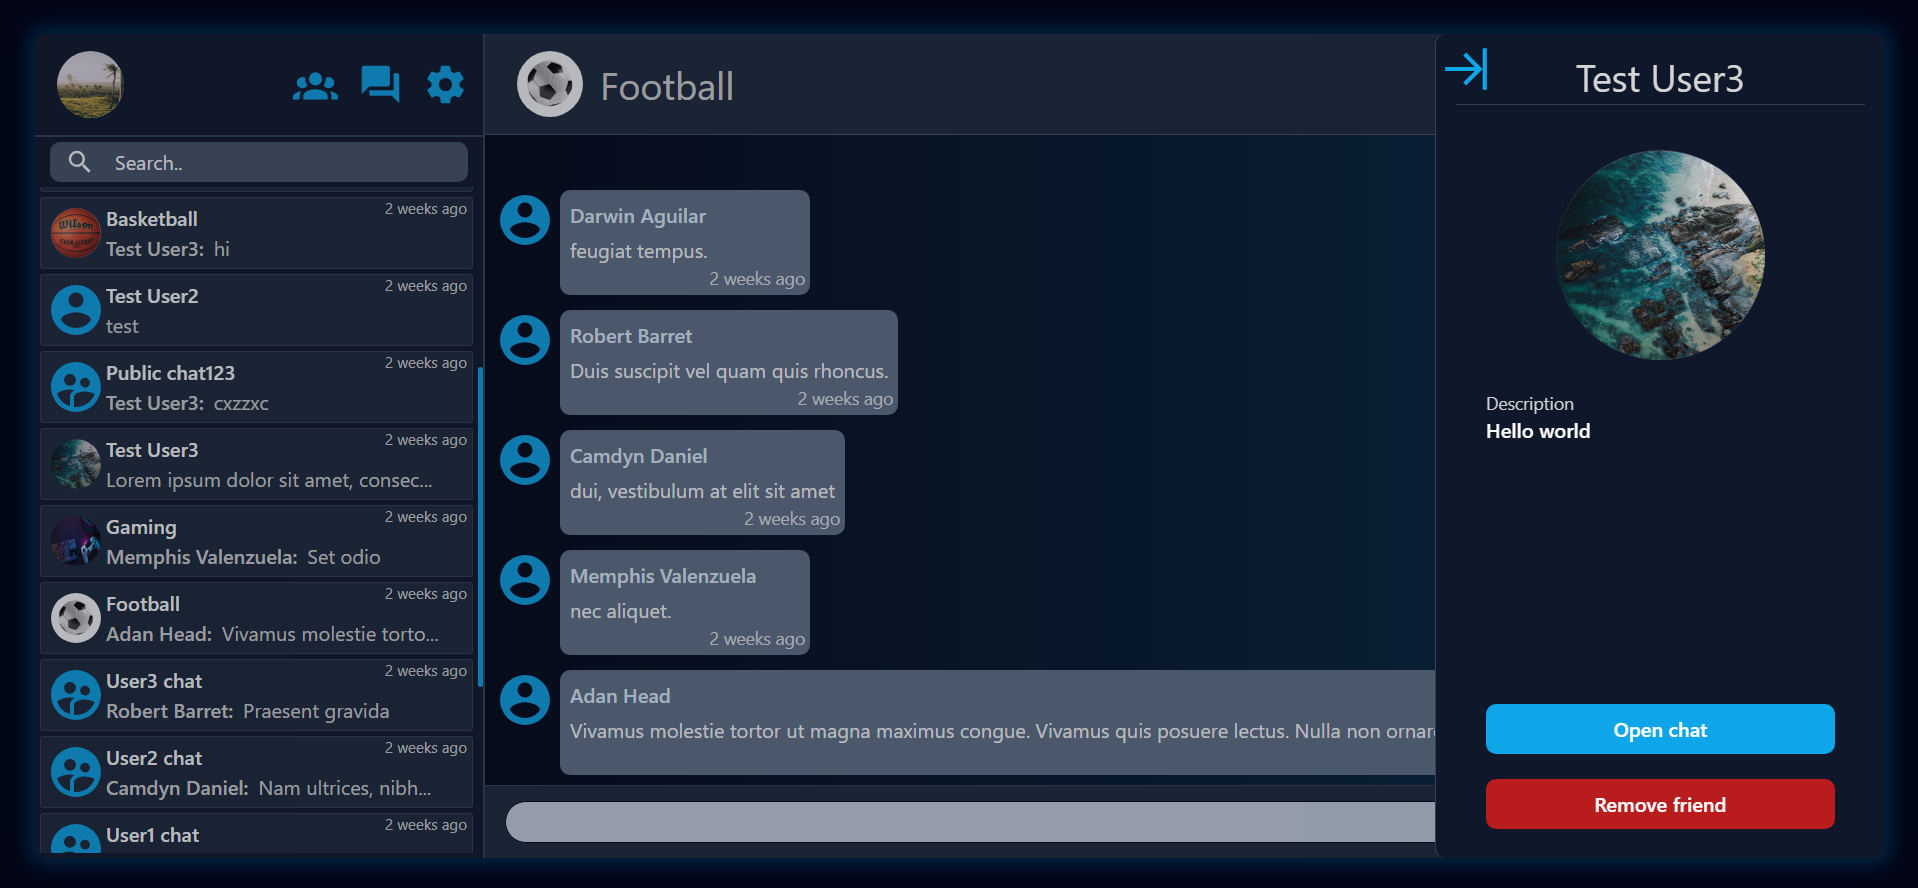 Search..
Basketball
2 weeks ago
Test User3: hi
Test User2
2 weeks ago
test
Public chat123
2 weeks ago
Test User3: cxzzxc
Test User3
2 weeks ago
Lorem ipsum dolor sit amet, consec...
Gaming
2 weeks ago
Memphis Valenzuela: Set odio
Football
2 weeks ago
Adan Head: Vivamus molestie torto...
User3 chat
2 weeks ago
Robert Barret: Praesent gravida
User2 chat
2 weeks ago
Camdyn Daniel: Nam ultrices, nibh...
User1 chat
2 weeks ago
Football
Darwin Aguilar
feugiat tempus.
2 weeks ago
Robert Barret
Duis suscipit vel quam quis rhoncus.
2 weeks ago
Camdyn Daniel
dui, vestibulum at elit sit amet
2 weeks ago
Memphis Valenzuela
nec aliquet.
2 weeks ago
Adan Head
Vivamus molestie tortor ut magna maximus congue. Vivamus quis posuere lectus. Nulla non ornar
Test User3
Description
Hello world
Open chat
Remove friend
Wilson
EVOLUTION